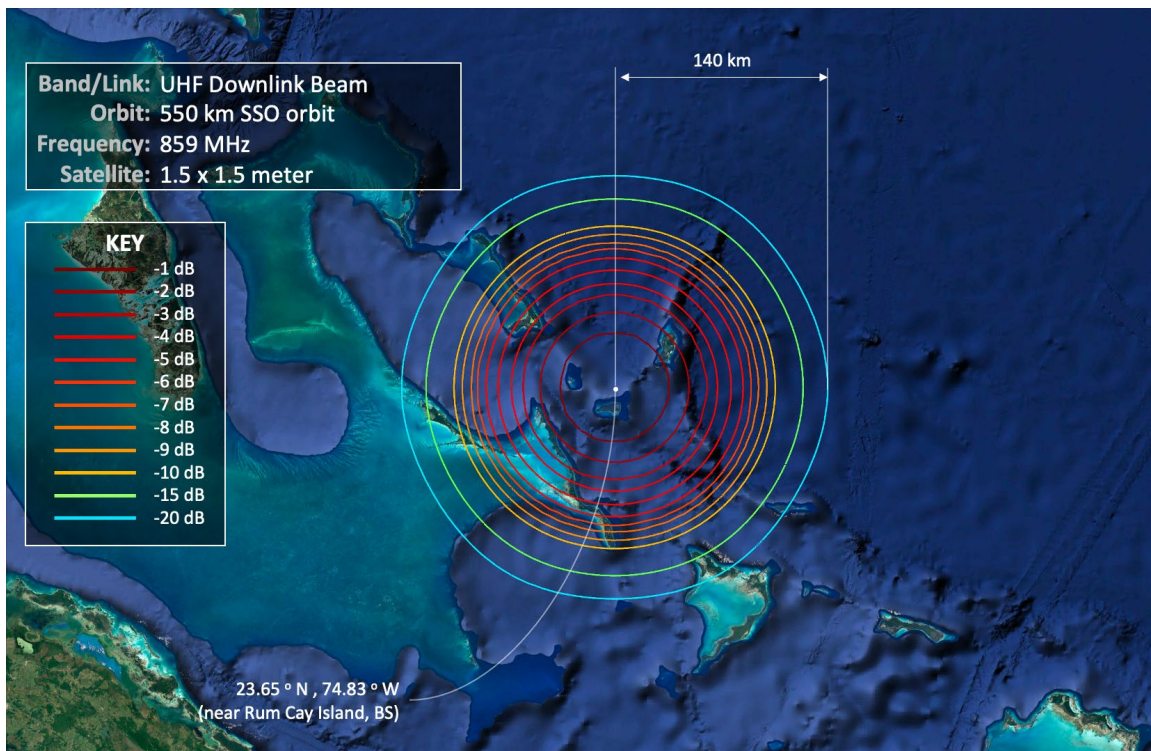 140 km
Band/Link: UHF Downlink Beam
Orbit: 550 km SSO orbit
Frequency: 859 MHz
Satellite: 1.5 x 1.5 meter
KEY
-1 dB
-2 dB
-3 dB
-4 dB
-5 dB
-6 dB
-7 dB
-8 dB
-9 dB
-10 dB
-15 dB
-20 dB
23.65 º N , 74.83 º W
(near Rum Cay Island, BS)